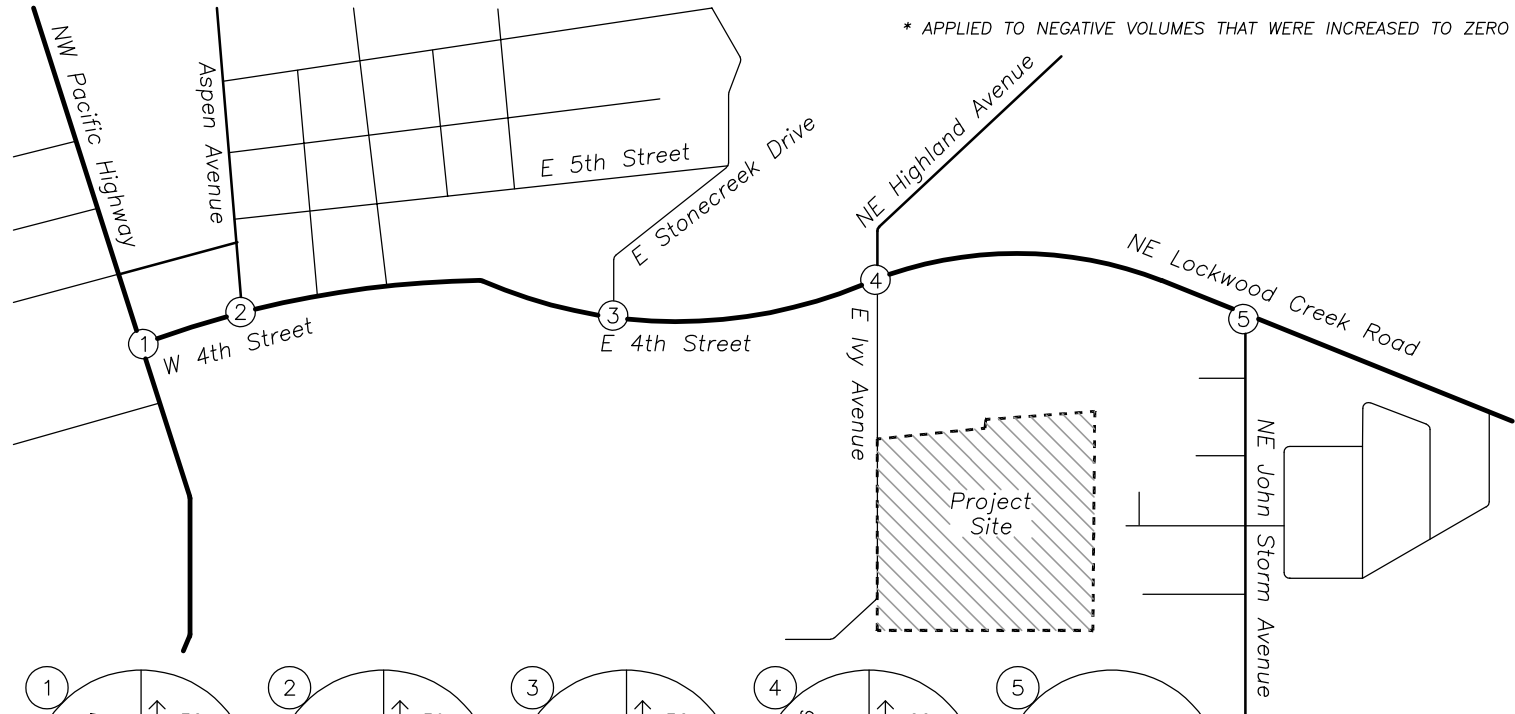 * APPLIED TO NEGATIVE VOLUMES THAT WERE INCREASED TO ZERO
NW Pacific Highway
Aspen Avenue
E 5th Street
E Stonecreek Drive
NE Highland Avenue
NE Lockwood Creek Road
1
2
3
4
5
W 4th Street
E 4th Street
E Ivy Avenue
NE John Storm Avenue
Project
Site
1
2
3
4
5